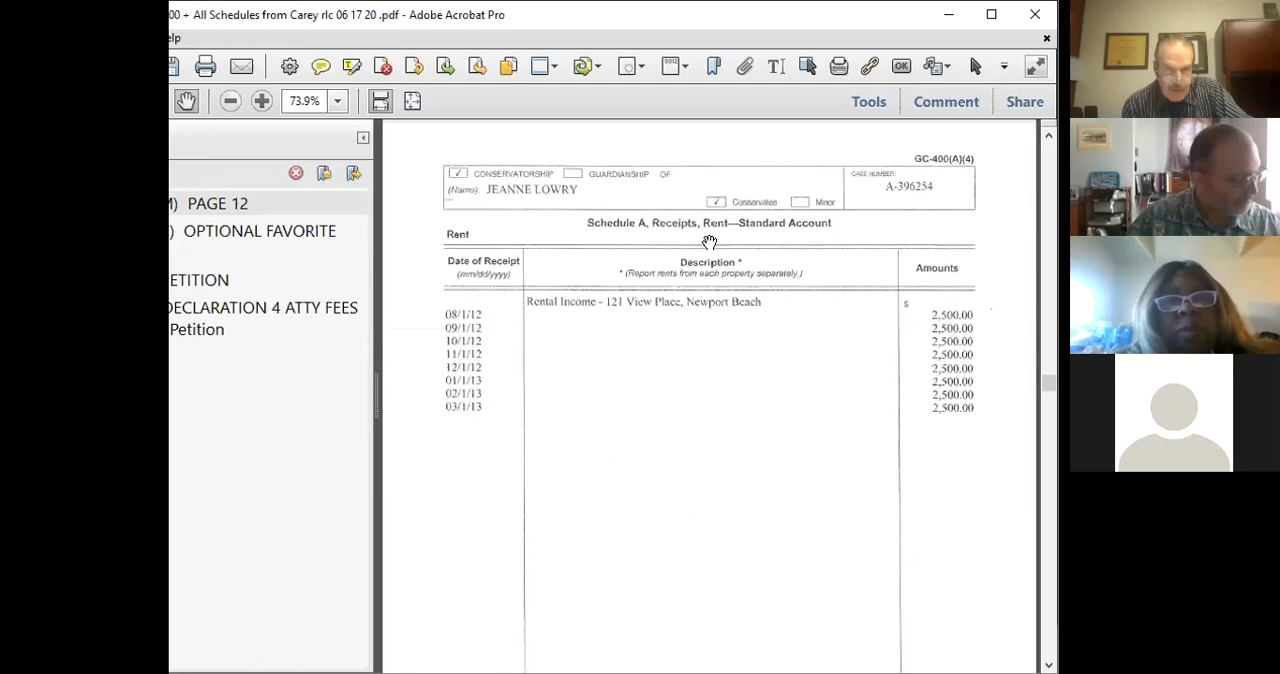 00 + All Schedules from Carey rlc 06 17 20 .pdf - Adobe Acrobat Pro
elp
73.9%
Tools
Comment
Share
M) PAGE 12
) OPTIONAL FAVORITE
ETITION
DECLARATION 4 ATTY FEES
Petition
GC-400(A)(4)
CONSERVATORSHIP GUARDIANSHIP OF
(Name): JEANNE LOWRY
Conservatee Minor
CASE NUMBER:
A-396254
Schedule A, Receipts, Rent—Standard Account
Rent
Date of Receipt
(mm/dd/yyyy)
Description *
* (Report rents from each property separately.)
Amounts
Rental Income - 121 View Place, Newport Beach $
08/1/12 2,500.00
09/1/12 2,500.00
10/1/12 2,500.00
11/1/12 2,500.00
12/1/12 2,500.00
01/1/13 2,500.00
02/1/13 2,500.00
03/1/13 2,500.00